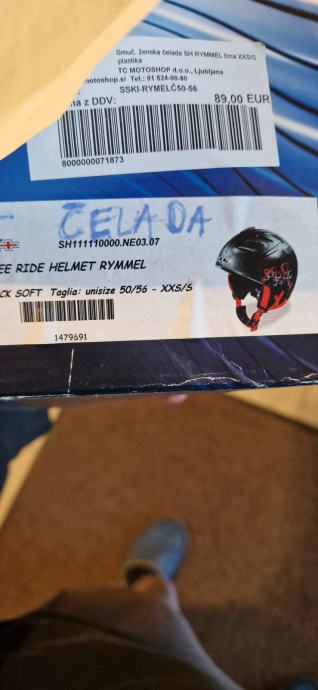 Smuč. ženska čelada SH RYMMEL črna XXS/S
plastika
TC MOTOSHOP d.o.o., Ljubljana
motoshop.si Tel.: 01 524-00-80
SSKI-RYMELČ50-56
na z DDV: 89,00 EUR
8000000071873
ČELADA
SH111110000.NE03.07
EE RIDE HELMET RYMMEL
CK SOFT Taglia: unisize 50/56 - XXS/S
1479691